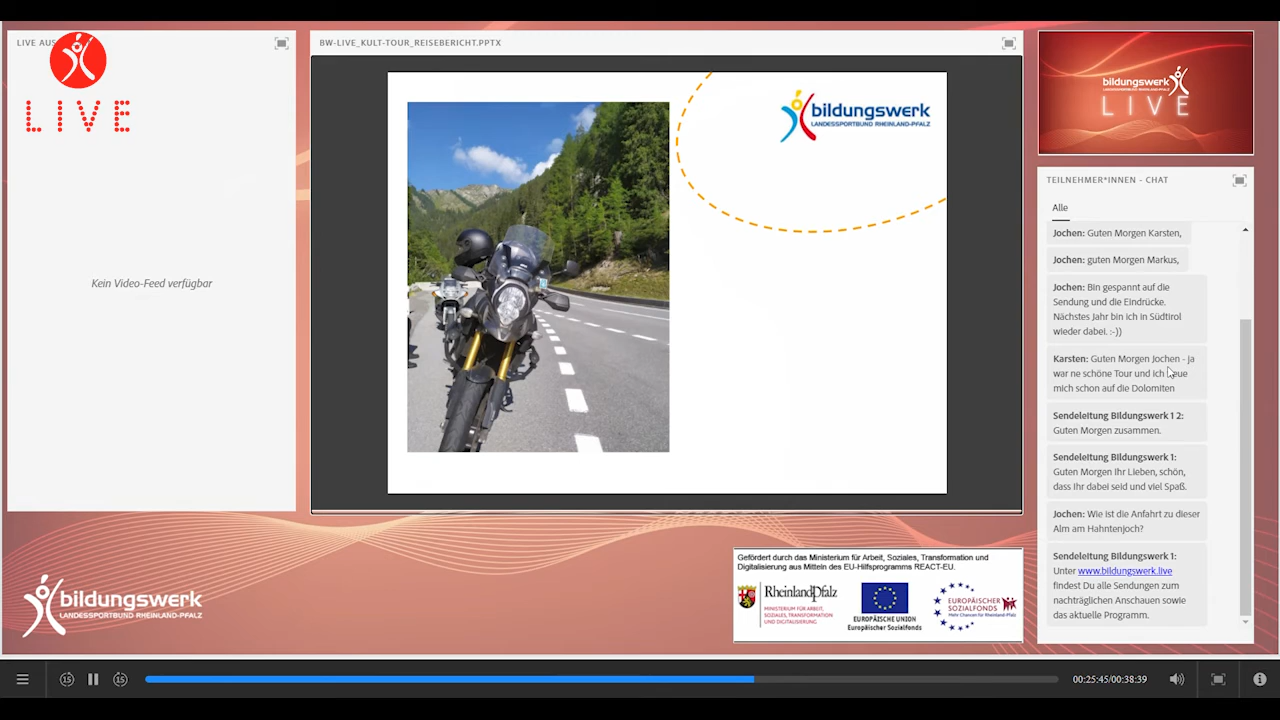 LIVE AUS
LIVE
Kein Video-Feed verfügbar
BW-LIVE_KULT-TOUR_REISEBERICHT.PPTX
bildungswerk
LANDESSPORTBUND RHEINLAND-PFALZ
bildungswerk
LIVE
TEILNEHMER*INNEN - CHAT
Alle
Jochen: Guten Morgen Karsten,
Jochen: guten Morgen Markus,
Jochen: Bin gespannt auf die
Sendung und die Eindrücke.
Nächstes Jahr bin ich in Südtirol
wieder dabei. :-))
Karsten: Guten Morgen Jochen - ja
war ne schöne Tour und ich freue
mich schon auf die Dolomiten
Sendeleitung Bildungswerk 1 2:
Guten Morgen zusammen.
Sendeleitung Bildungswerk 1:
Guten Morgen Ihr Lieben, schön,
dass ihr dabei seid und viel Spaß.
Jochen: Wie ist die Anfahrt zu dieser
Alm am Hahntenjoch?
Sendeleitung Bildungswerk 1:
Unter www.bildungswerk.live
findest Du alle Sendungen zum
nachträglichen Anschauen sowie
das aktuelle Programm.
bildungswerk
LANDESSPORTBUND RHEINLAND-PFALZ
Gefördert durch das Ministerium für Arbeit, Soziales, Transformation und
Digitalisierung aus Mitteln des EU-Hilfsprogramms REACT-EU.
RheinlandPfalz
MINISTERIUM FÜR ARBEIT,
SOZIALES, TRANSFORMATION
UND DIGITALISIERUNG
EUROPÄISCHE UNION
Europäischer Sozialfonds
EUROPÄISCHER
SOZIALFONDS
Mehr Chancen für Rheinland-Pfalz
15
15
00:25:45/00:38:39